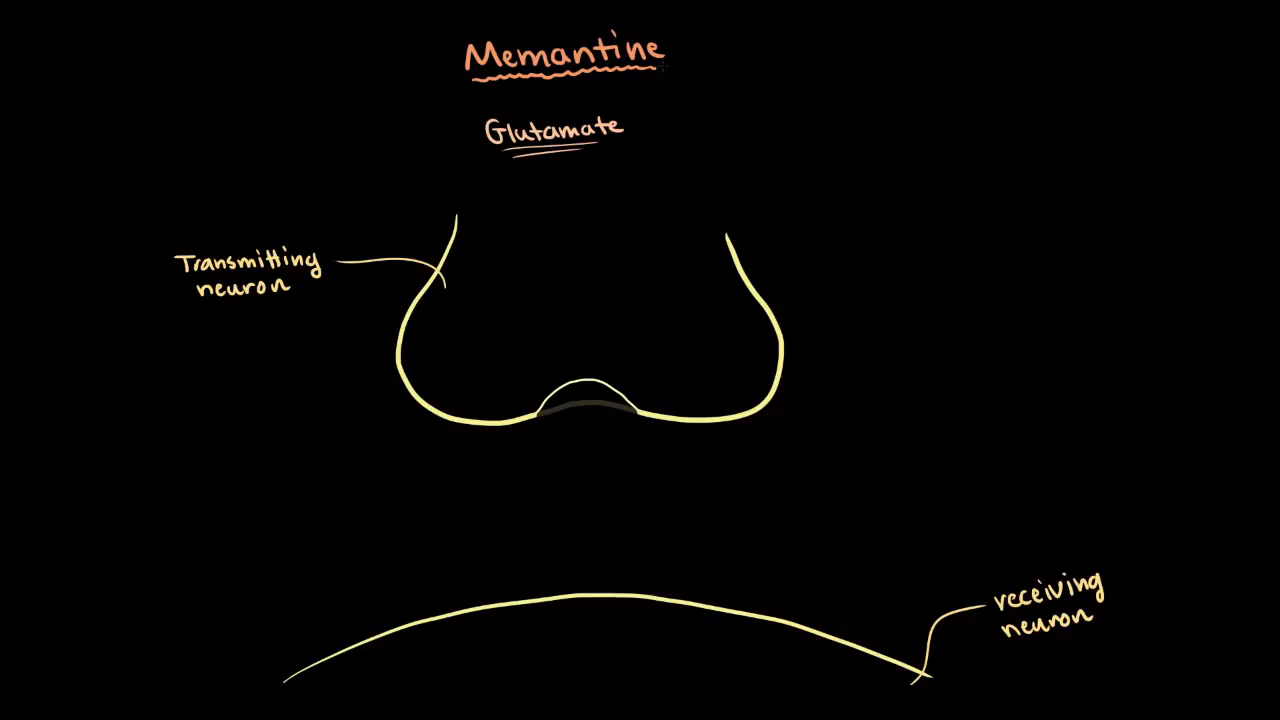 Memantine
Glutamate
Transmitting
neuron
receiving
neuron